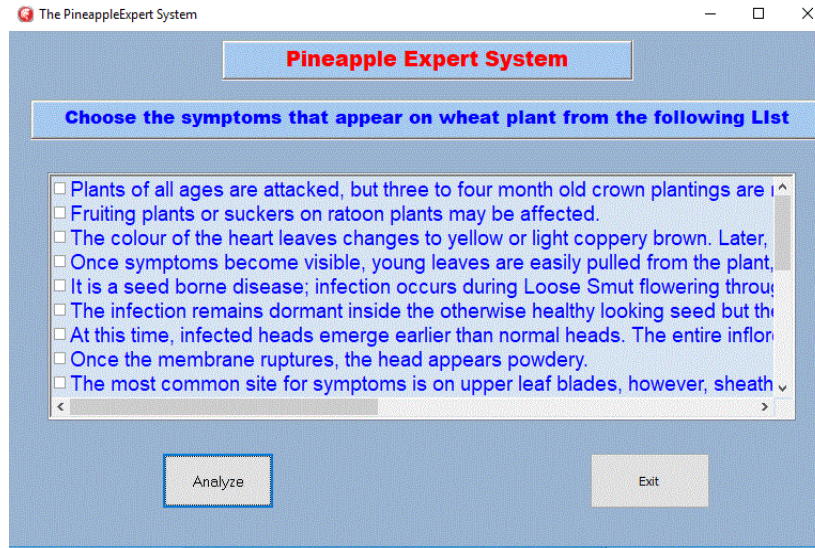 The PineappleExpert System
Pineapple Expert System
Choose the symptoms that appear on wheat plant from the following LIst
Plants of all ages are attacked, but three to four month old crown plantings are
Fruiting plants or suckers on ratoon plants may be affected.
The colour of the heart leaves changes to yellow or light coppery brown. Later,
Once symptoms become visible, young leaves are easily pulled from the plant,
It is a seed borne disease; infection occurs during Loose Smut flowering throug
The infection remains dormant inside the otherwise healthy looking seed but the
At this time, infected heads emerge earlier than normal heads. The entire inflor
Once the membrane ruptures, the head appears powdery.
The most common site for symptoms is on upper leaf blades, however, sheath
Analyze
Exit